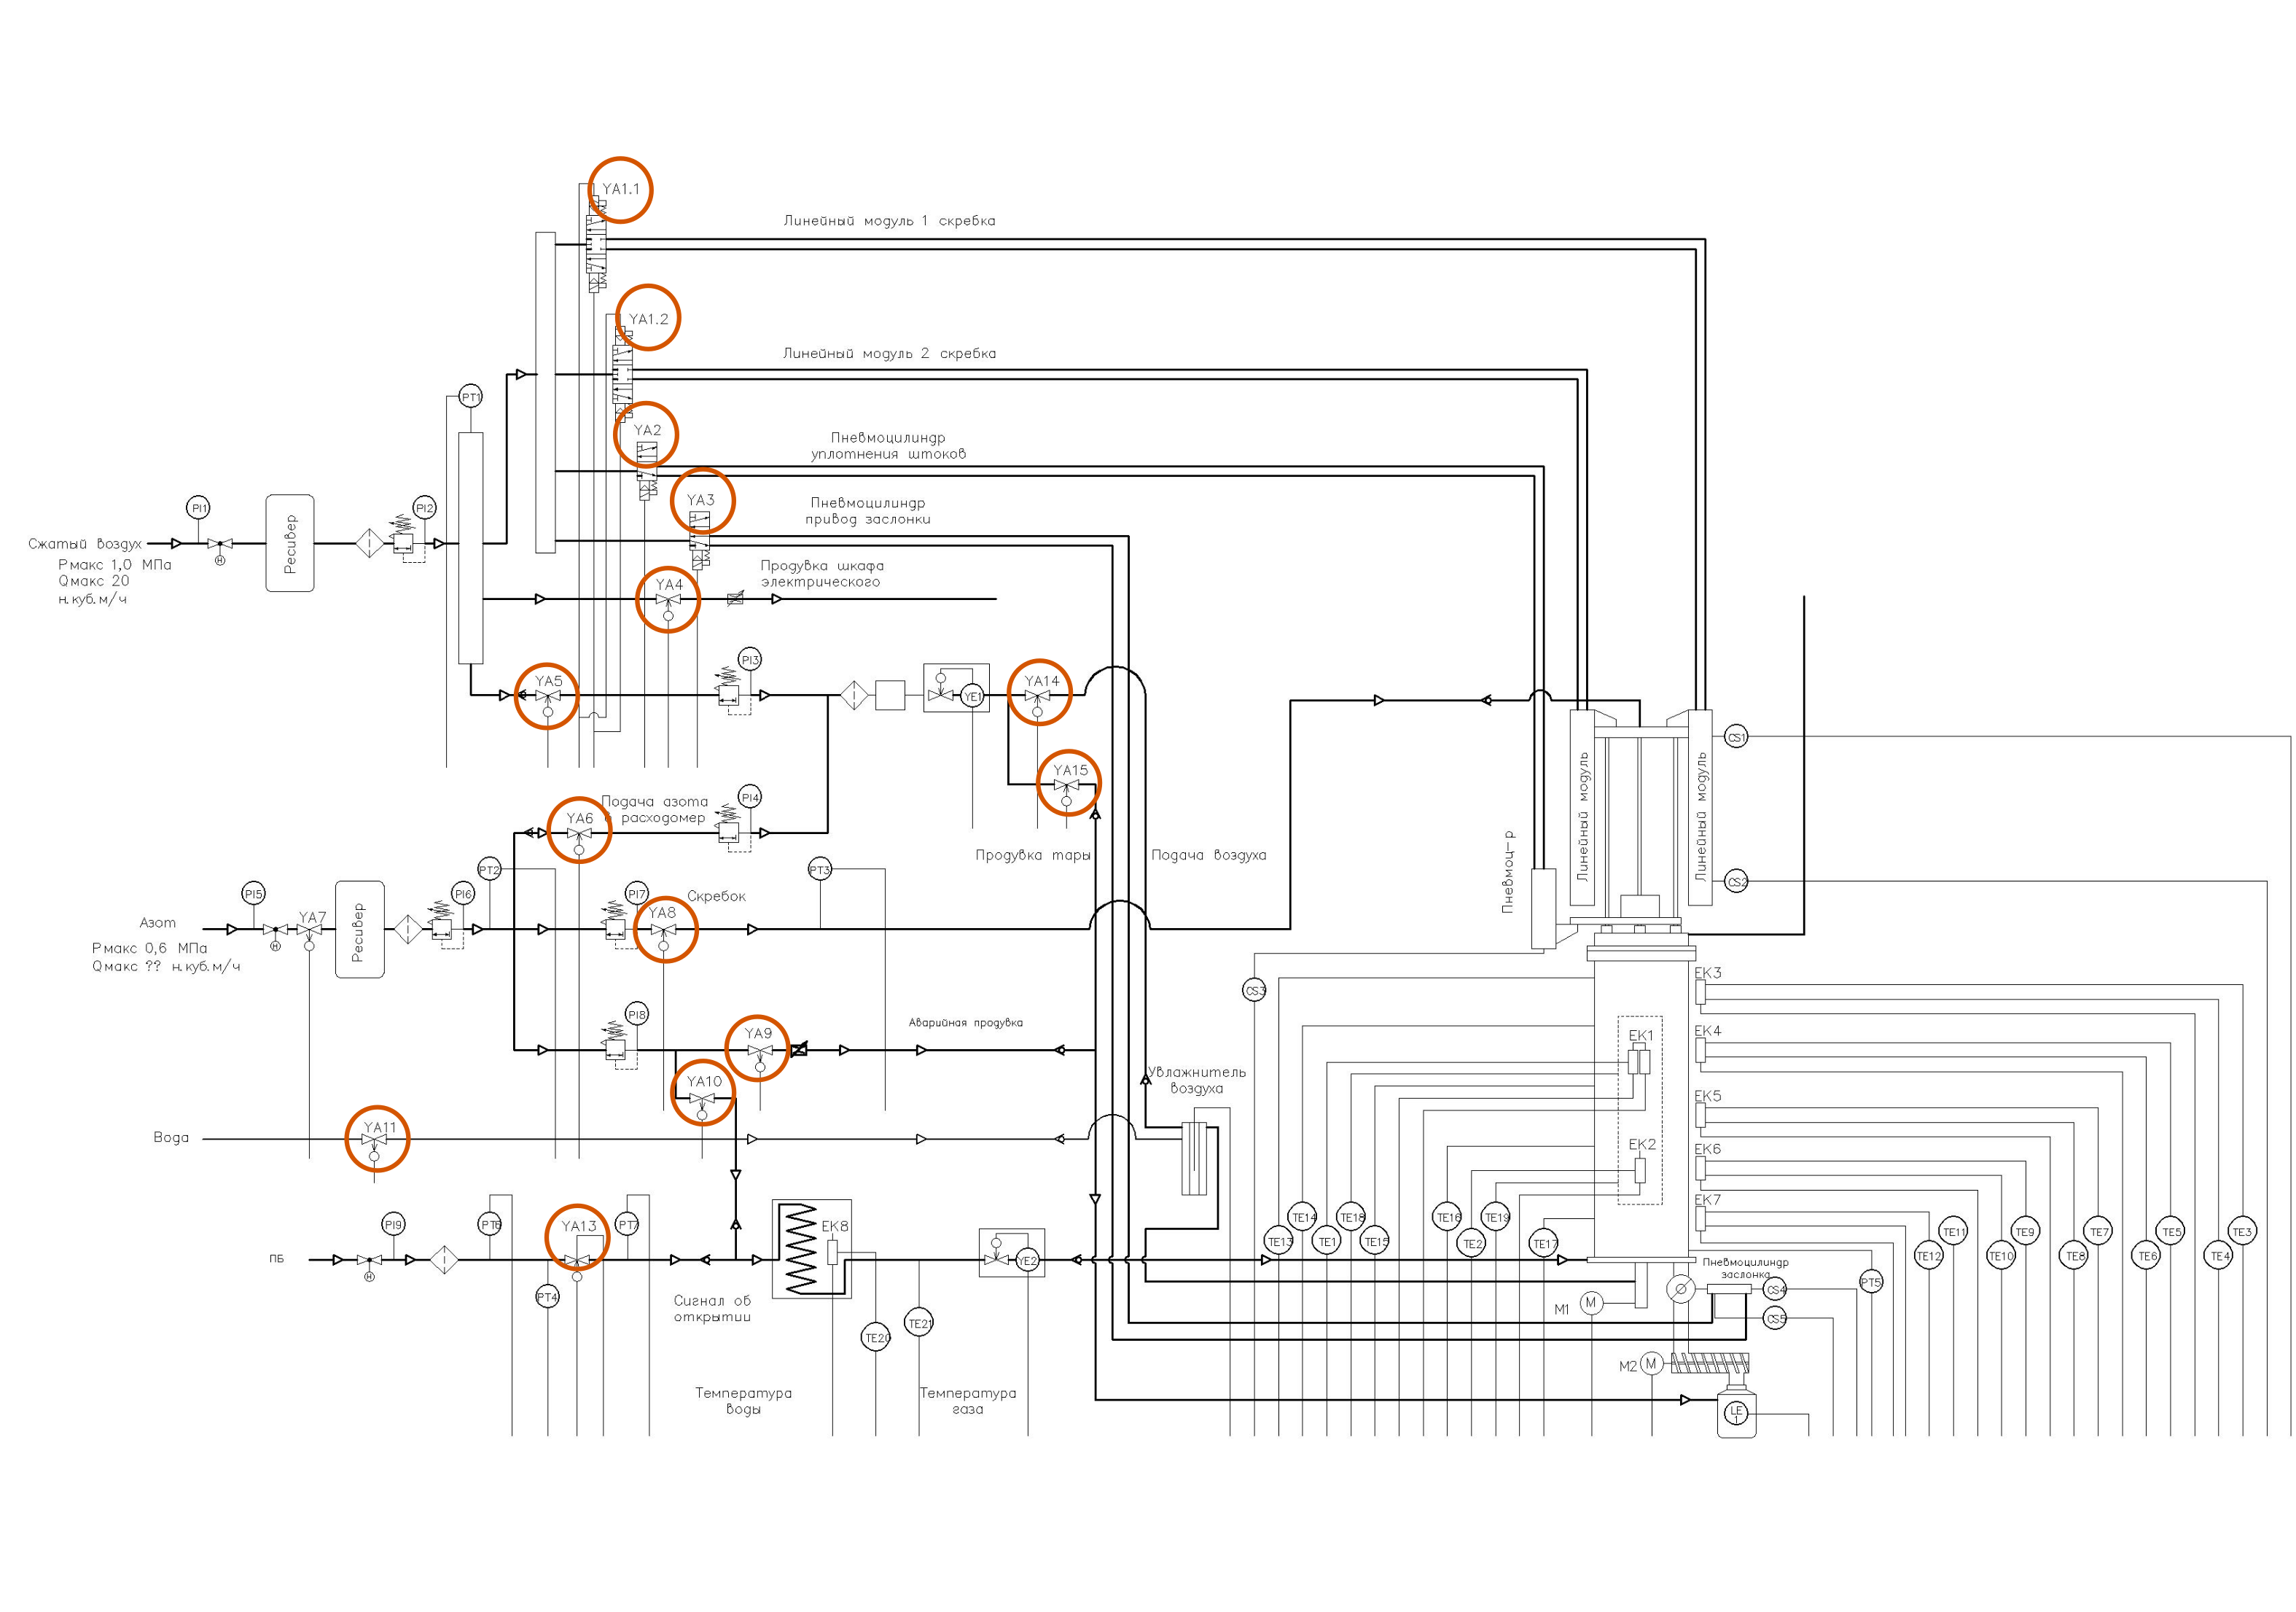 YA1.1
Линейный модуль 1 скребка
YA1.2
Линейный модуль 2 скребка
PT1
YA2
Пневмоцилиндр
уплотнения штоков
YA3
Пневмоцилиндр
привод заслонки
PI1
Ресивер
PI2
Сжатый воздух
Pмакс 1,0 МПа
Qмакс 20
н.куб.м/ч
H
YA4
Продувка шкафа
электрического
YA5
PI3
YE1
YA14
YA15
CS1
Линейный модуль
Линейный модуль
Подача азота
расходомер
YA6
PI4
Продувка тары
Подача воздуха
Пневмоц-р
CS2
PT2
PT3
PI5
YA7
Ресивер
PI6
PI7
YA8
Скребок
Азот
H
Pмакс 0,6 МПа
Qмакс ?? н.куб.м/ч
CS3
EK3
PI8
YA9
Аварийная продувка
EK1
EK4
YA10
Увлажнитель
воздуха
EK5
YA11
Вода
EK2
EK6
EK7
PI9
PT6
YA13
PT7
EK8
TE14
TE18
TE16
TE19
TE13
TE1
TE15
TE2
TE17
TE11
TE9
TE7
TE5
TE3
TE12
TE10
TE8
TE6
TE4
ПБ
H
YE2
Пневмоцилиндр
заслонка
PT4
Сигнал об
открытии
TE20
TE21
M1
M
CS4
PT5
CS5
M2
M
Температура
воды
Температура
газа
LE
1